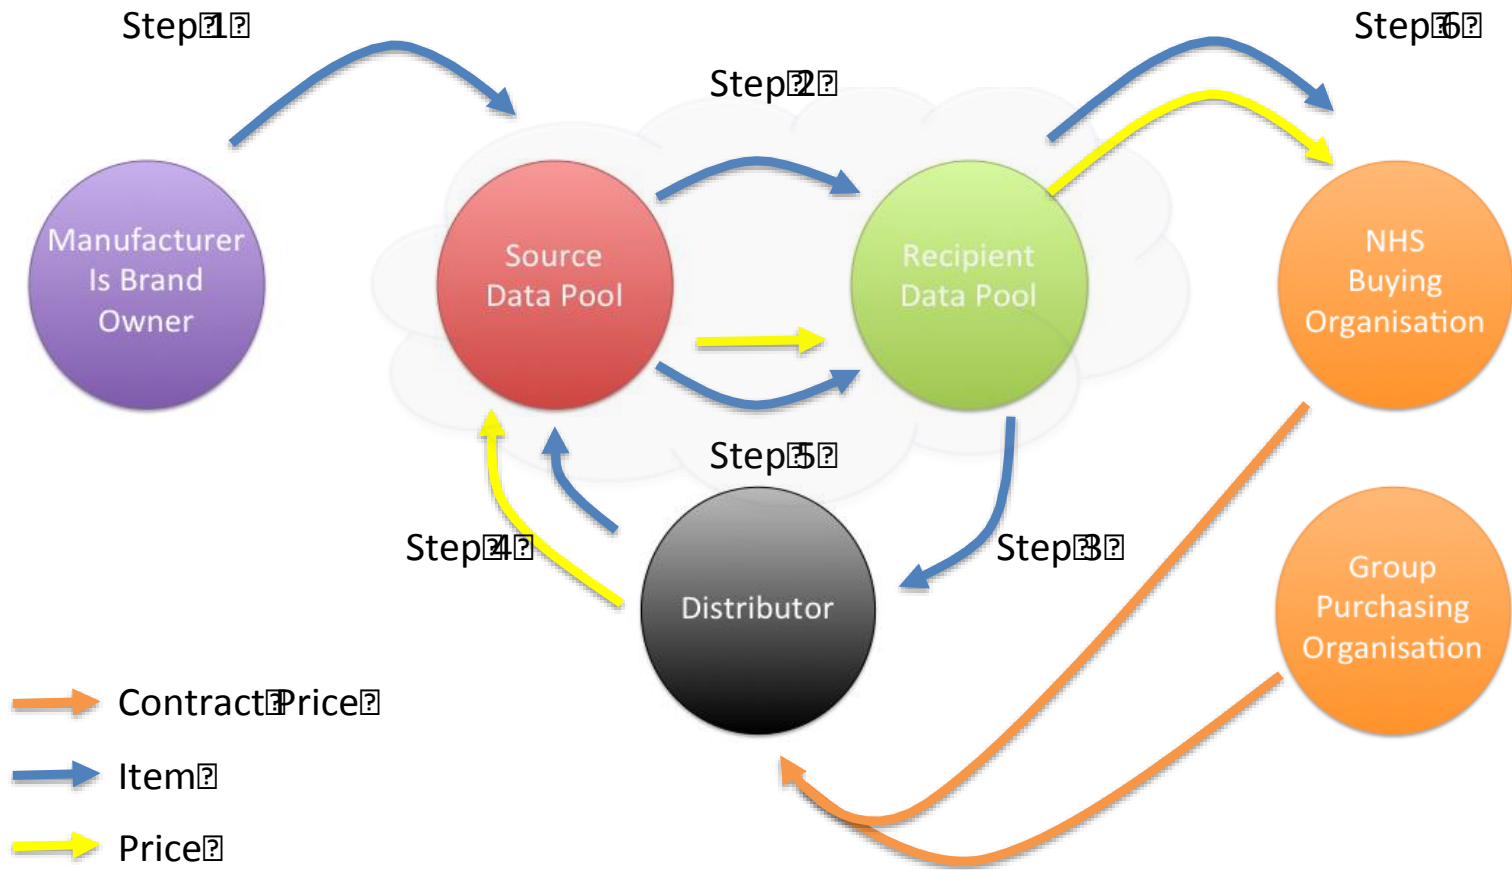 Step 1
Step 6
Step 2
Manufacturer
Is Brand
Owner
Source
Data Pool
Recipient
Data Pool
NHS
Buying
Organisation
Step 5
Step 4
Step 3
Distributor
Group
Purchasing
Organisation
Contract Price
Item
Price